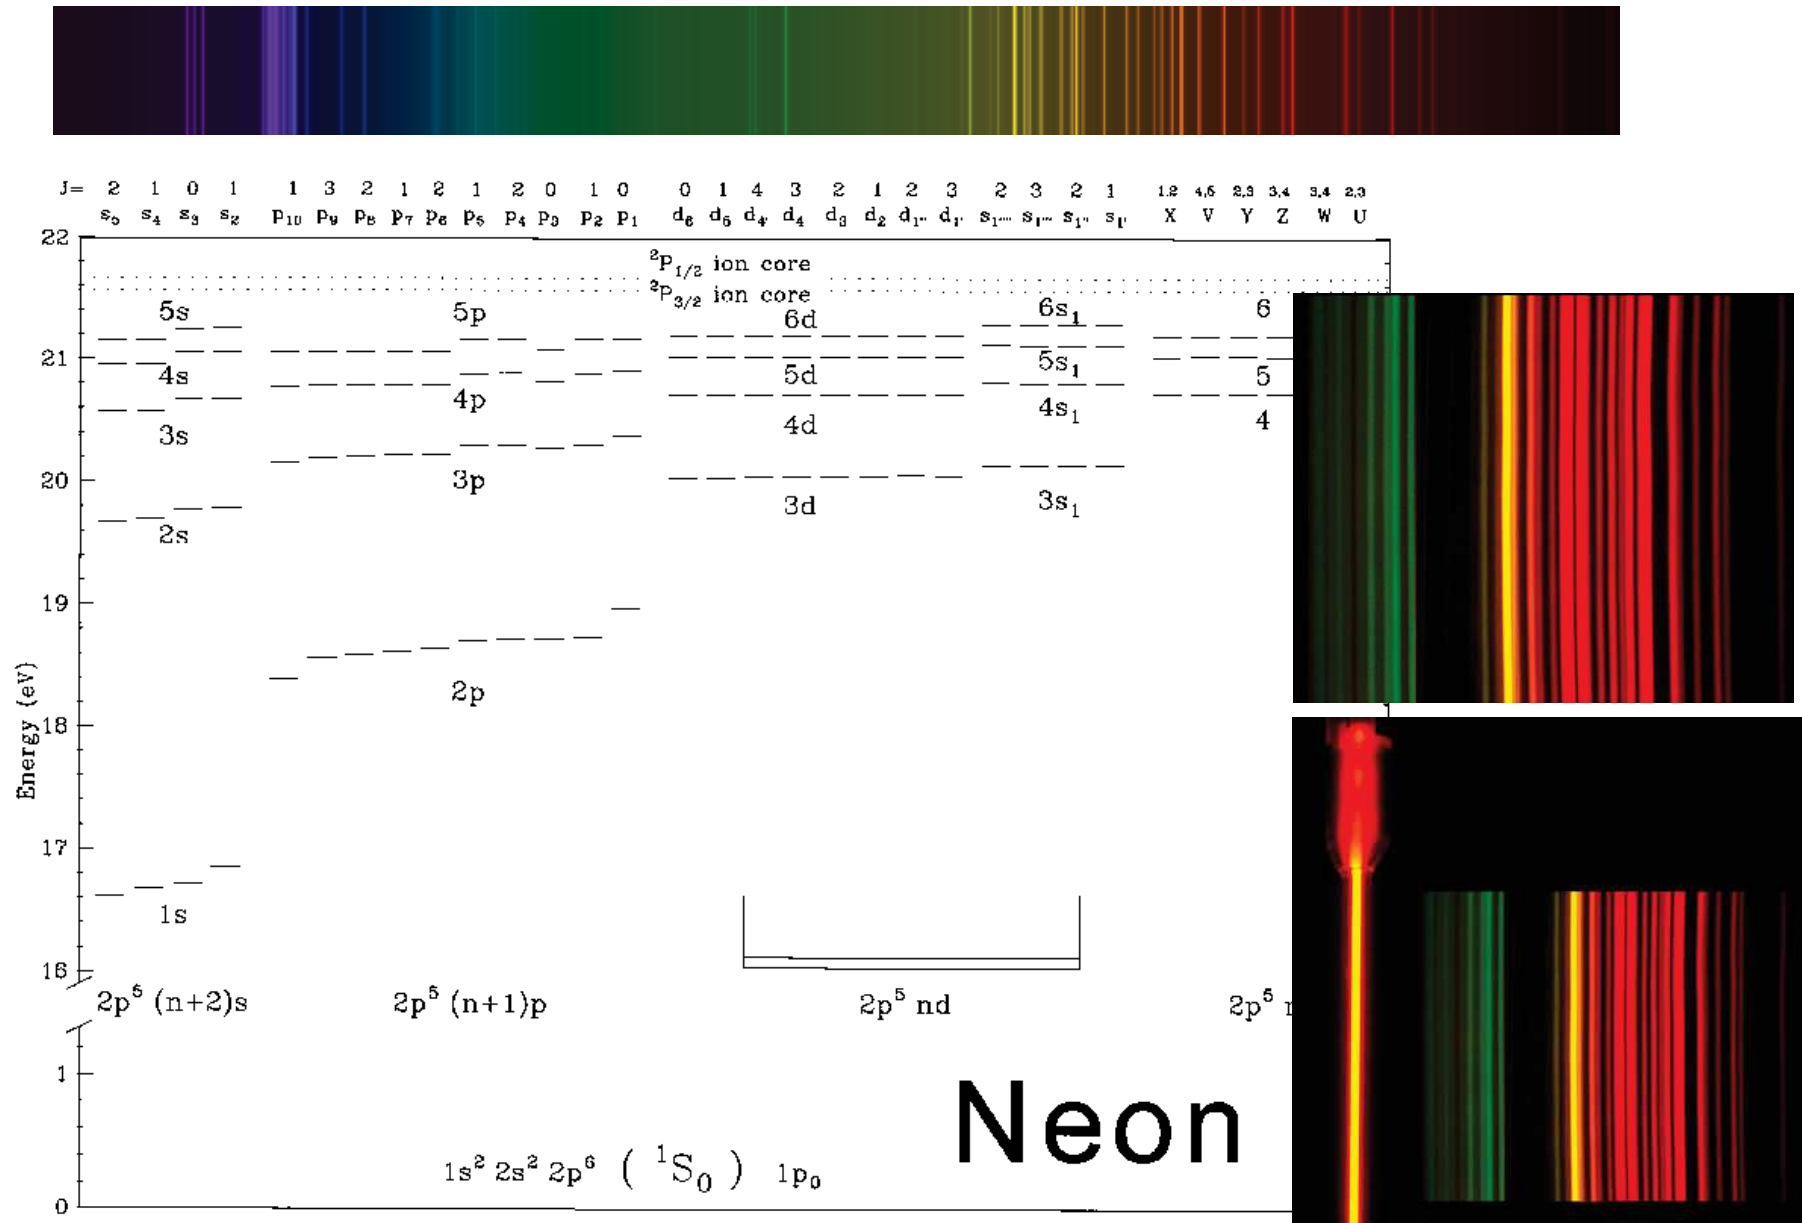 J= 2 1 0 1 1 3 2 1 2 1 2 0 1 0 0 1 4 3 2 1 2 3 2 3 2 1 1,2 4,5 2,3 3,4 3,4 2,3
s₅ s₄ s₃ s₂ p₁₀ p₉ p₈ p₇ p₆ p₅ p₄ p₃ p₂ p₁ d₆ d₅ d₄' d₄ d₃ d₂ d₁'' d₁' s₁'''' s₁''' s₁'' s₁' X V Y Z W U
22
²P₁/₂ ion core
²P₃/₂ ion core
5s 5p 6d 6s₁ 6
21
4s 4p 5d 5s₁ 5
3s 4d 4s₁ 4
20
3p 3d 3s₁
2s
19
2p
18
Energy (eV)
17
1s
16
2p⁵ (n+2)s 2p⁵ (n+1)p 2p⁵ nd 2p⁵
1
Neon
1s² 2s² 2p⁶ ( ¹S₀ ) 1p₀
0